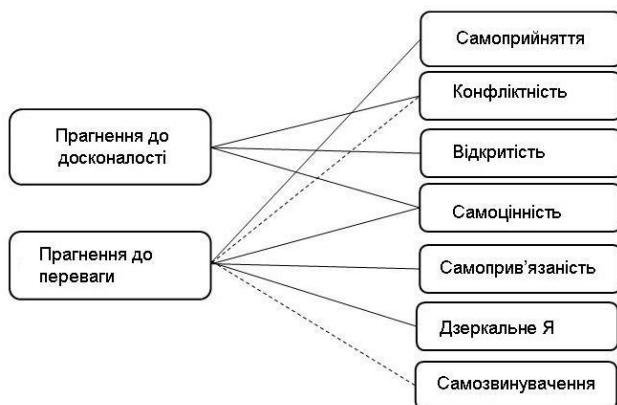 Прагнення до
досконалості
Прагнення до
переваги
Самоприйняття
Конфліктність
Відкритість
Самоцінність
Самоприв’язаність
Дзеркальне Я
Самозвинувачення